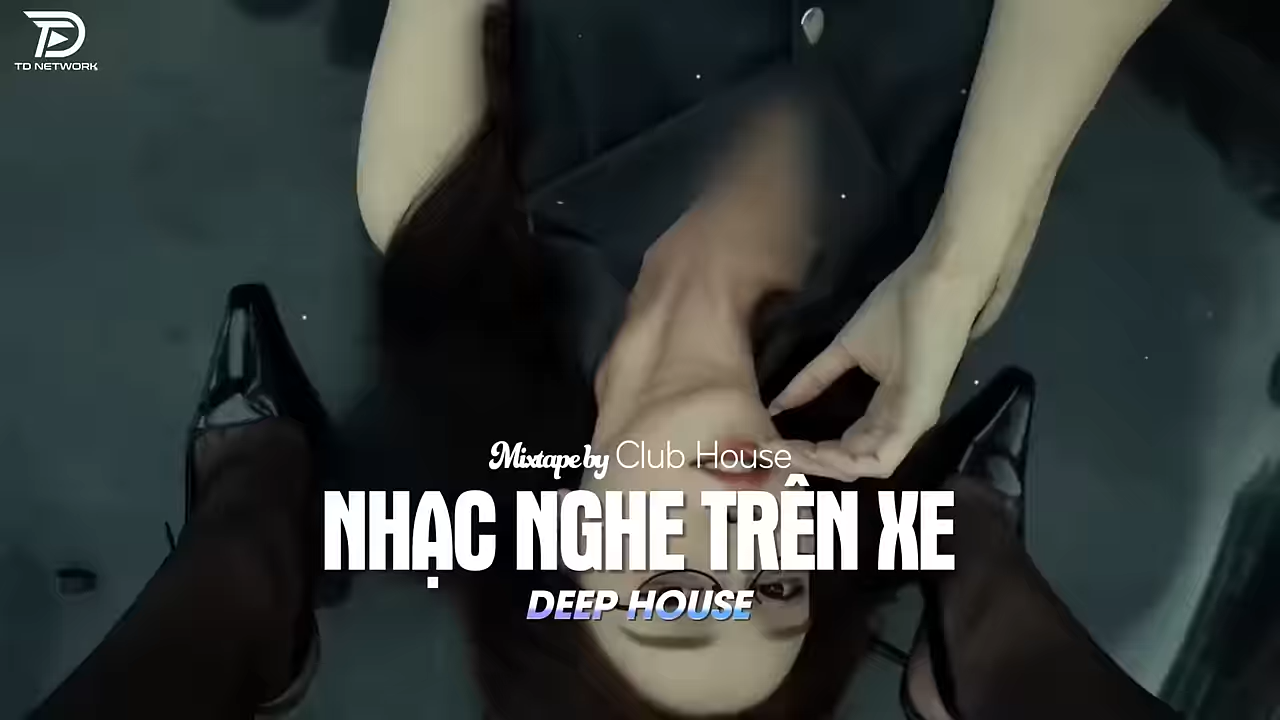 TD NETWORK
Mixtape by Club House
NHẠC NGHE TRÊN XE
DEEP HOUSE